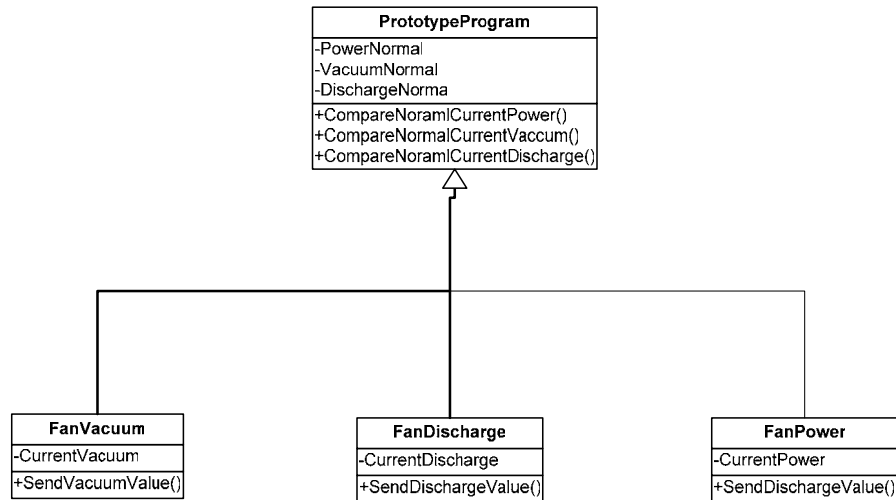 PrototypeProgram
-PowerNormal
-VacuumNormal
-DischargeNorma
+CompareNoramlCurrentPower()
+CompareNormalCurrentVaccum()
+CompareNoramlCurrentDischarge()
FanVacuum
-CurrentVacuum
+SendVacuumValue()
FanDischarge
-CurrentDischarge
+SendDischargeValue()
FanPower
-CurrentPower
+SendDischargeValue()